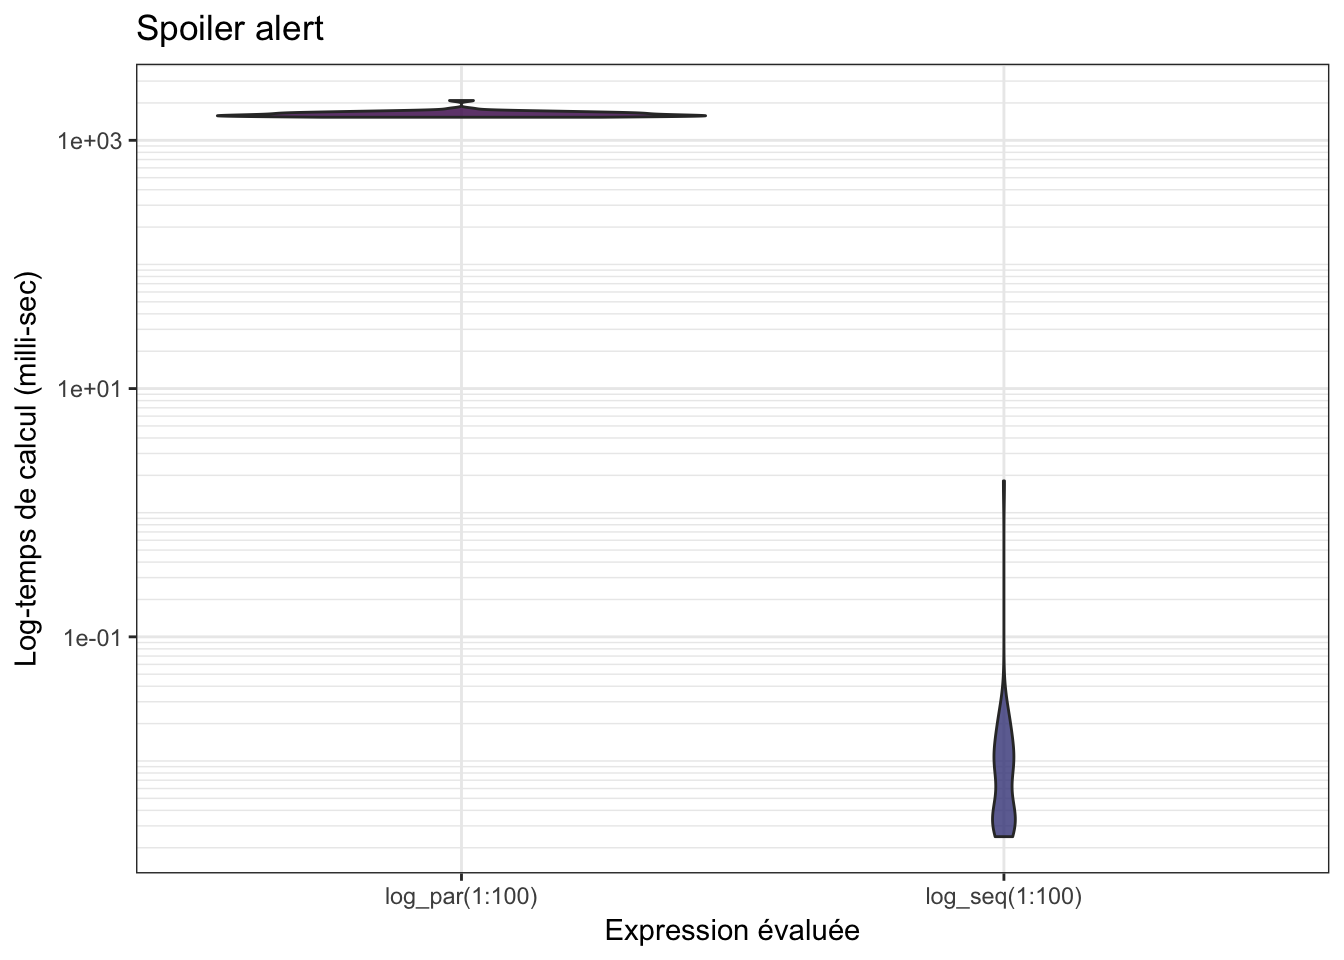 Spoiler alert
Log-temps de calcul (milli-sec)
1e+03
1e+01
1e-01
log_par(1:100)
log_seq(1:100)
Expression évaluée